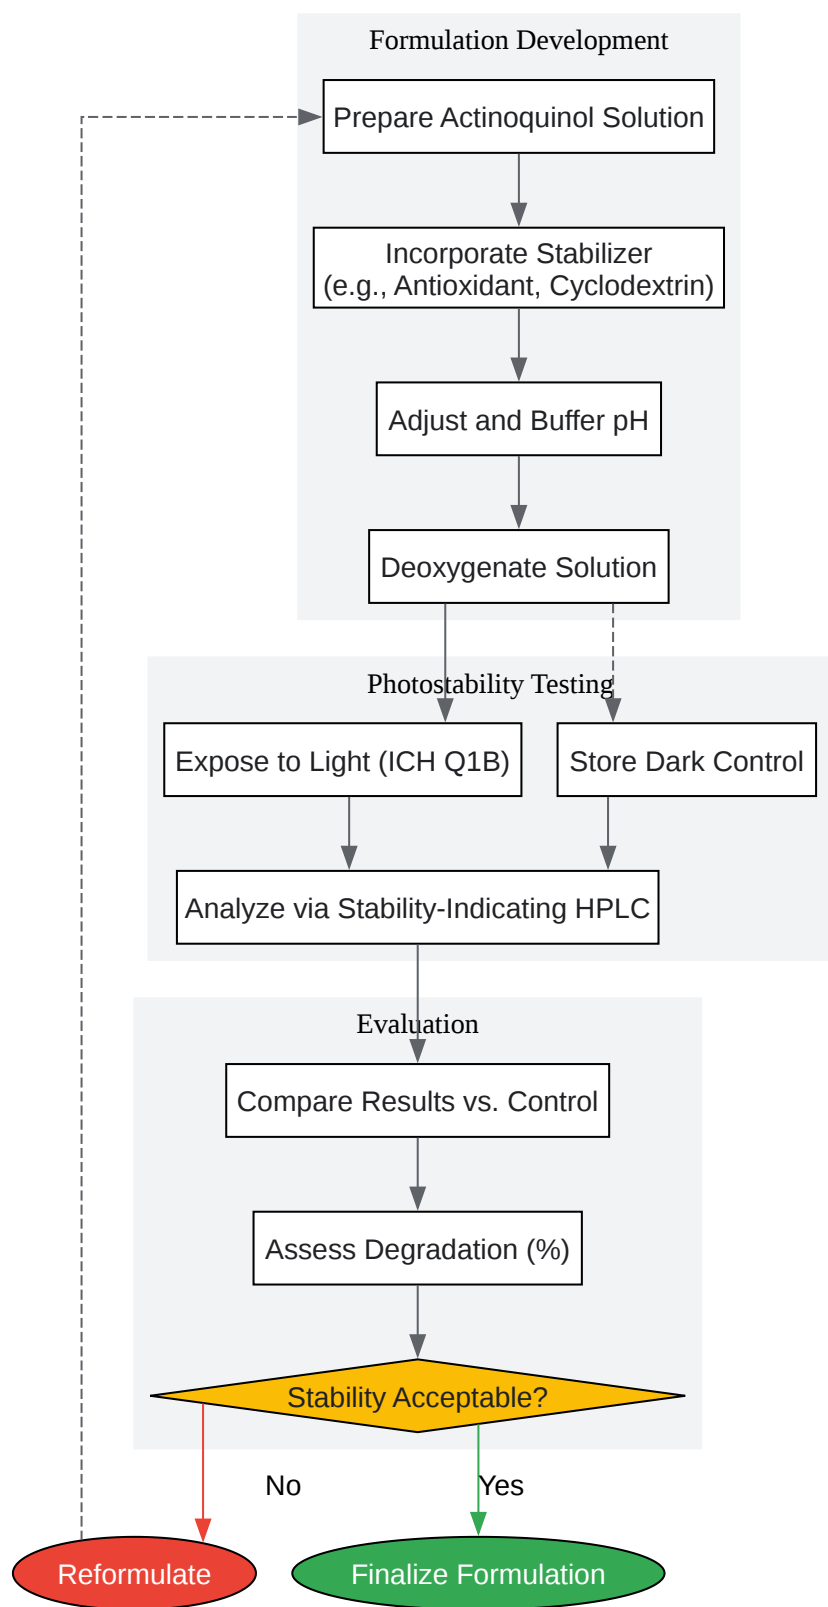 Formulation Development
Prepare Actinoquinol Solution
Incorporate Stabilizer
(e.g., Antioxidant, Cyclodextrin)
Adjust and Buffer pH
Deoxygenate Solution
Photostability Testing
Expose to Light (ICH Q1B)
Store Dark Control
Analyze via Stability-Indicating HPLC
Evaluation
Compare Results vs. Control
Assess Degradation (%)
Stability Acceptable?
No
Yes
Reformulate
Finalize Formulation